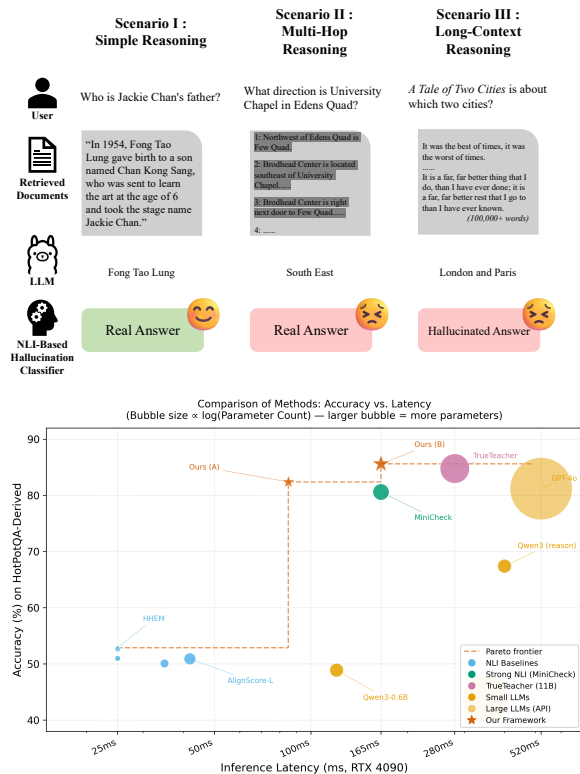 Scenario I :
Simple Reasoning
Scenario II :
Multi-Hop
Reasoning
Scenario III :
Long-Context
Reasoning
User
Who is Jackie Chan's father?
What direction is University
Chapel in Edens Quad?
A Tale of Two Cities is about
which two cities?
Retrieved
Documents
“In 1954, Fong Tao
Lung gave birth to a son
named Chan Kong Sang,
who was sent to learn
the art at the age of 6
and took the stage name
Jackie Chan.”
1: Northwest of Edens Quad is
Few Quad.
2: Brodhead Center is located
southeast of University
Chapel......
3: Brodhead Center is right
next door to Few Quad......
4: ......
It was the best of times, it was
the worst of times.
......
It is a far, far better thing that I
do, than I have ever done; it is
a far, far better rest that I go to
than I have ever known.
(100,000+ words)
LLM
Fong Tao Lung
South East
London and Paris
NLI-Based
Hallucination
Classifier
Real Answer
Real Answer
Hallucinated Answer
Comparison of Methods: Accuracy vs. Latency
(Bubble size ∝ log(Parameter Count) — larger bubble = more parameters)
Accuracy (%) on HotPotQA-Derived
90
80
70
60
50
40
Ours (A)
Ours (B)
TrueTeacher
GPT-4o
MiniCheck
Qwen3 (reason)
HHEM
AlignScore-L
Qwen3-0.6B
Pareto frontier
NLI Baselines
Strong NLI (MiniCheck)
TrueTeacher (11B)
Small LLMs
Large LLMs (API)
Our Framework
25ms
50ms
100ms
165ms
280ms
520ms
Inference Latency (ms, RTX 4090)